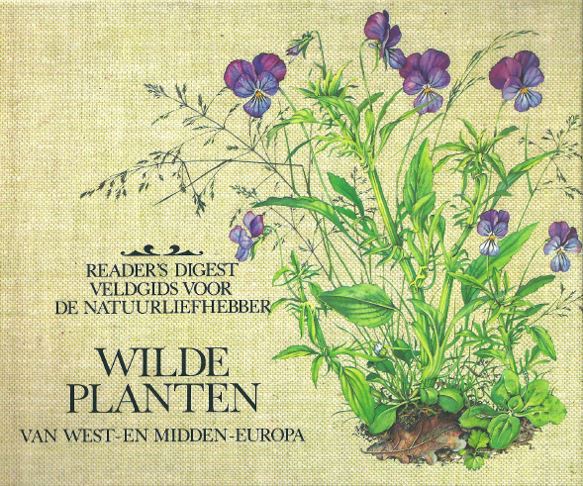 READER'S DIGEST
VELDGIDS VOOR
DE NATUURLIEFHEBBER
WILDE
PLANTEN
VAN WEST-EN MIDDEN-EUROPA